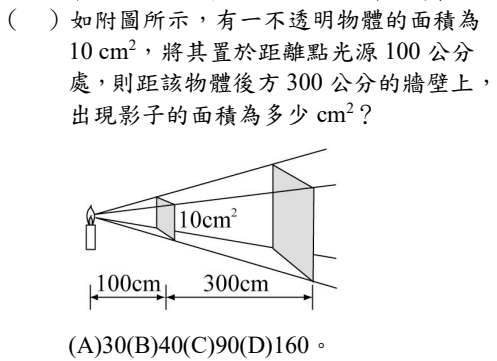 (　) 如附圖所示，有一不透明物體的面積為
10 cm²，將其置於距離點光源 100 公分
處，則距該物體後方 300 公分的牆壁上，
出現影子的面積為多少 cm²？
10cm²
100cm 300cm
(A)30(B)40(C)90(D)160。